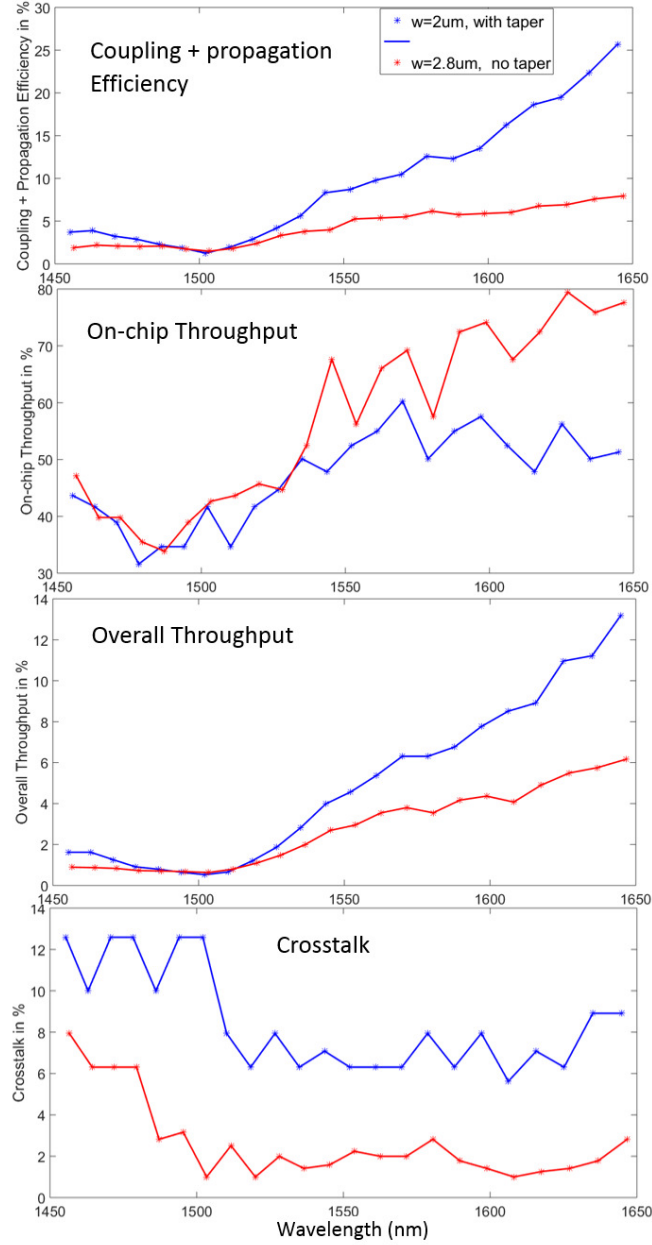 30
25
20
15
10
5
0
Coupling + Propagation Efficiency in %
Coupling + propagation
Efficiency
w=2um, with taper
w=2.8um, no taper
1450 1500 1550 1600 1650
80
70
60
50
40
30
On-chip Throughput in %
On-chip Throughput
1450 1500 1550 1600 1650
14
12
10
8
6
4
2
0
Overall Throughput in %
Overall Throughput
1450 1500 1550 1600 1650
14
12
10
8
6
4
2
0
Crosstalk in %
Crosstalk
1450 1500 1550 1600 1650
Wavelength (nm)